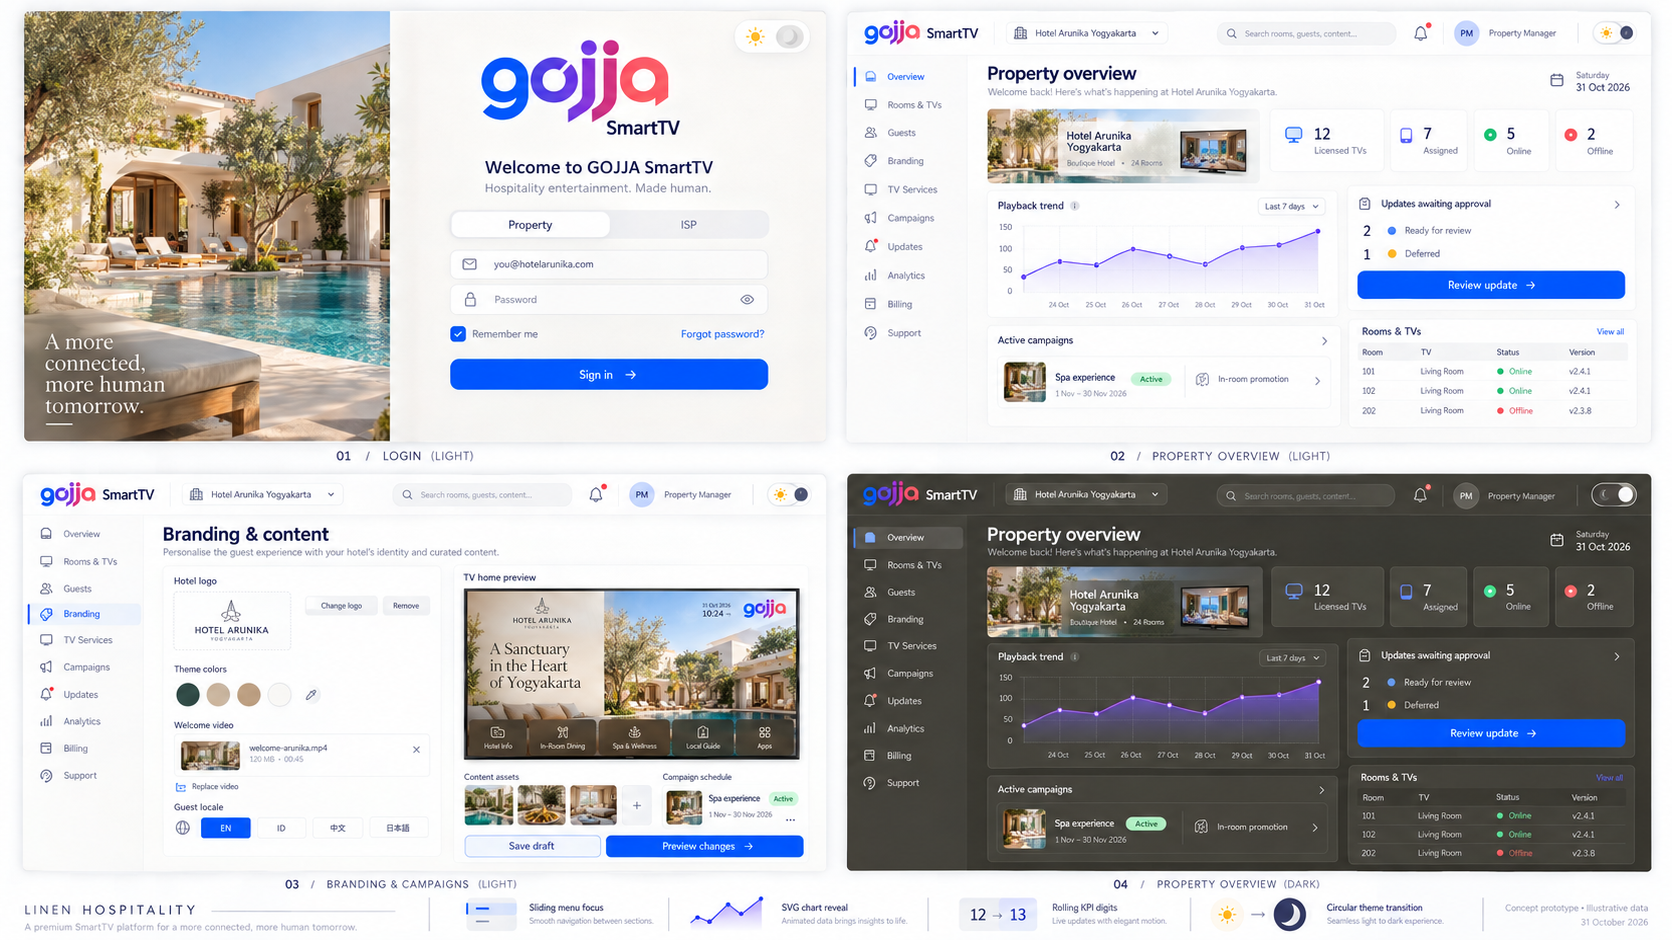 gojja
SmartTV
Welcome to GOJJA SmartTV
Hospitality entertainment. Made human.
Property
ISP
you@hotelarunika.com
Password
Remember me
Forgot password?
Sign in →
A more
connected,
more human
tomorrow.
01 / LOGIN (LIGHT)
gojja SmartTV
Hotel Arunika Yogyakarta
Search rooms, guests, content...
PM
Property Manager
Overview
Rooms & TVs
Guests
Branding
TV Services
Campaigns
Updates
Analytics
Billing
Support
Property overview
Welcome back! Here's what's happening at Hotel Arunika Yogyakarta.
Saturday
31 Oct 2026
Hotel Arunika
Yogyakarta
Boutique Hotel • 24 Rooms
12
Licensed TVs
7
Assigned
5
Online
2
Offline
Playback trend
Last 7 days
150
100
50
0
24 Oct 25 Oct 26 Oct 27 Oct 28 Oct 29 Oct 30 Oct 31 Oct
Updates awaiting approval
2 Ready for review
1 Deferred
Review update →
Active campaigns
Spa experience
Active
1 Nov – 30 Nov 2026
In-room promotion
Rooms & TVs
View all
Room TV Status Version
101 Living Room Online v2.4.1
102 Living Room Online v2.4.1
202 Living Room Offline v2.3.8
02 / PROPERTY OVERVIEW (LIGHT)
gojja SmartTV
Hotel Arunika Yogyakarta
Search rooms, guests, content...
PM
Property Manager
Overview
Rooms & TVs
Guests
Branding
TV Services
Campaigns
Updates
Analytics
Billing
Support
Branding & content
Personalise the guest experience with your hotel's identity and curated content.
Hotel logo
HOTEL ARUNIKA
YOGYAKARTA
Change logo
Remove
Theme colors
Welcome video
welcome-arunika.mp4
120 MB • 00:45
Replace video
Guest locale
EN
ID
中文
日本語
TV home preview
HOTEL ARUNIKA
YOGYAKARTA
31 Oct 2026
10:24
gojja
A Sanctuary
in the Heart
of Yogyakarta
Hotel Info
In-Room Dining
Spa & Wellness
Local Guide
Apps
Content assets
+
Campaign schedule
Spa experience
Active
1 Nov – 30 Nov 2026
...
Save draft
Preview changes →
03 / BRANDING & CAMPAIGNS (LIGHT)
gojja SmartTV
Hotel Arunika Yogyakarta
Search rooms, guests, content...
PM
Property Manager
Overview
Rooms & TVs
Guests
Branding
TV Services
Campaigns
Updates
Analytics
Billing
Support
Property overview
Welcome back! Here's what's happening at Hotel Arunika Yogyakarta.
Saturday
31 Oct 2026
Hotel Arunika
Yogyakarta
Boutique Hotel • 24 Rooms
12
Licensed TVs
7
Assigned
5
Online
2
Offline
Playback trend
Last 7 days
150
100
50
0
24 Oct 25 Oct 26 Oct 27 Oct 28 Oct 29 Oct 30 Oct 31 Oct
Updates awaiting approval
2 Ready for review
1 Deferred
Review update →
Active campaigns
Spa experience
Active
1 Nov – 30 Nov 2026
In-room promotion
Rooms & TVs
View all
Room TV Status Version
101 Living Room Online v2.4.1
102 Living Room Online v2.4.1
202 Living Room Offline v2.3.8
04 / PROPERTY OVERVIEW (DARK)
LINEN HOSPITALITY
A premium SmartTV platform for a more connected, more human tomorrow.
Sliding menu focus
Smooth navigation between sections.
SVG chart reveal
Animated data brings insights to life.
12 → 13
Rolling KPI digits
Live updates with elegant motion.
Circular theme transition
Seamless light to dark experience.
Concept prototype • Illustrative data
31 October 2026